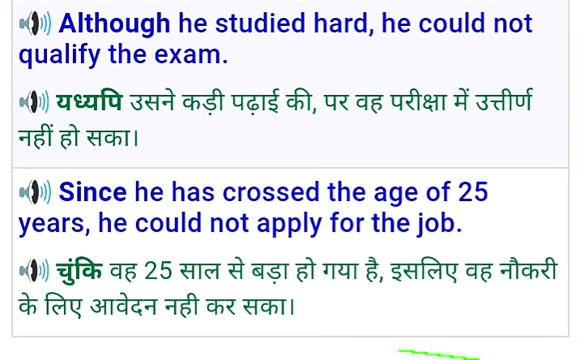 Although he studied hard, he could not
qualify the exam.
यध्यपि उसने कड़ी पढ़ाई की, पर वह परीक्षा में उत्तीर्ण
नहीं हो सका।
Since he has crossed the age of 25
years, he could not apply for the job.
चुंकि वह 25 साल से बड़ा हो गया है, इसलिए वह नौकरी
के लिए आवेदन नही कर सका।